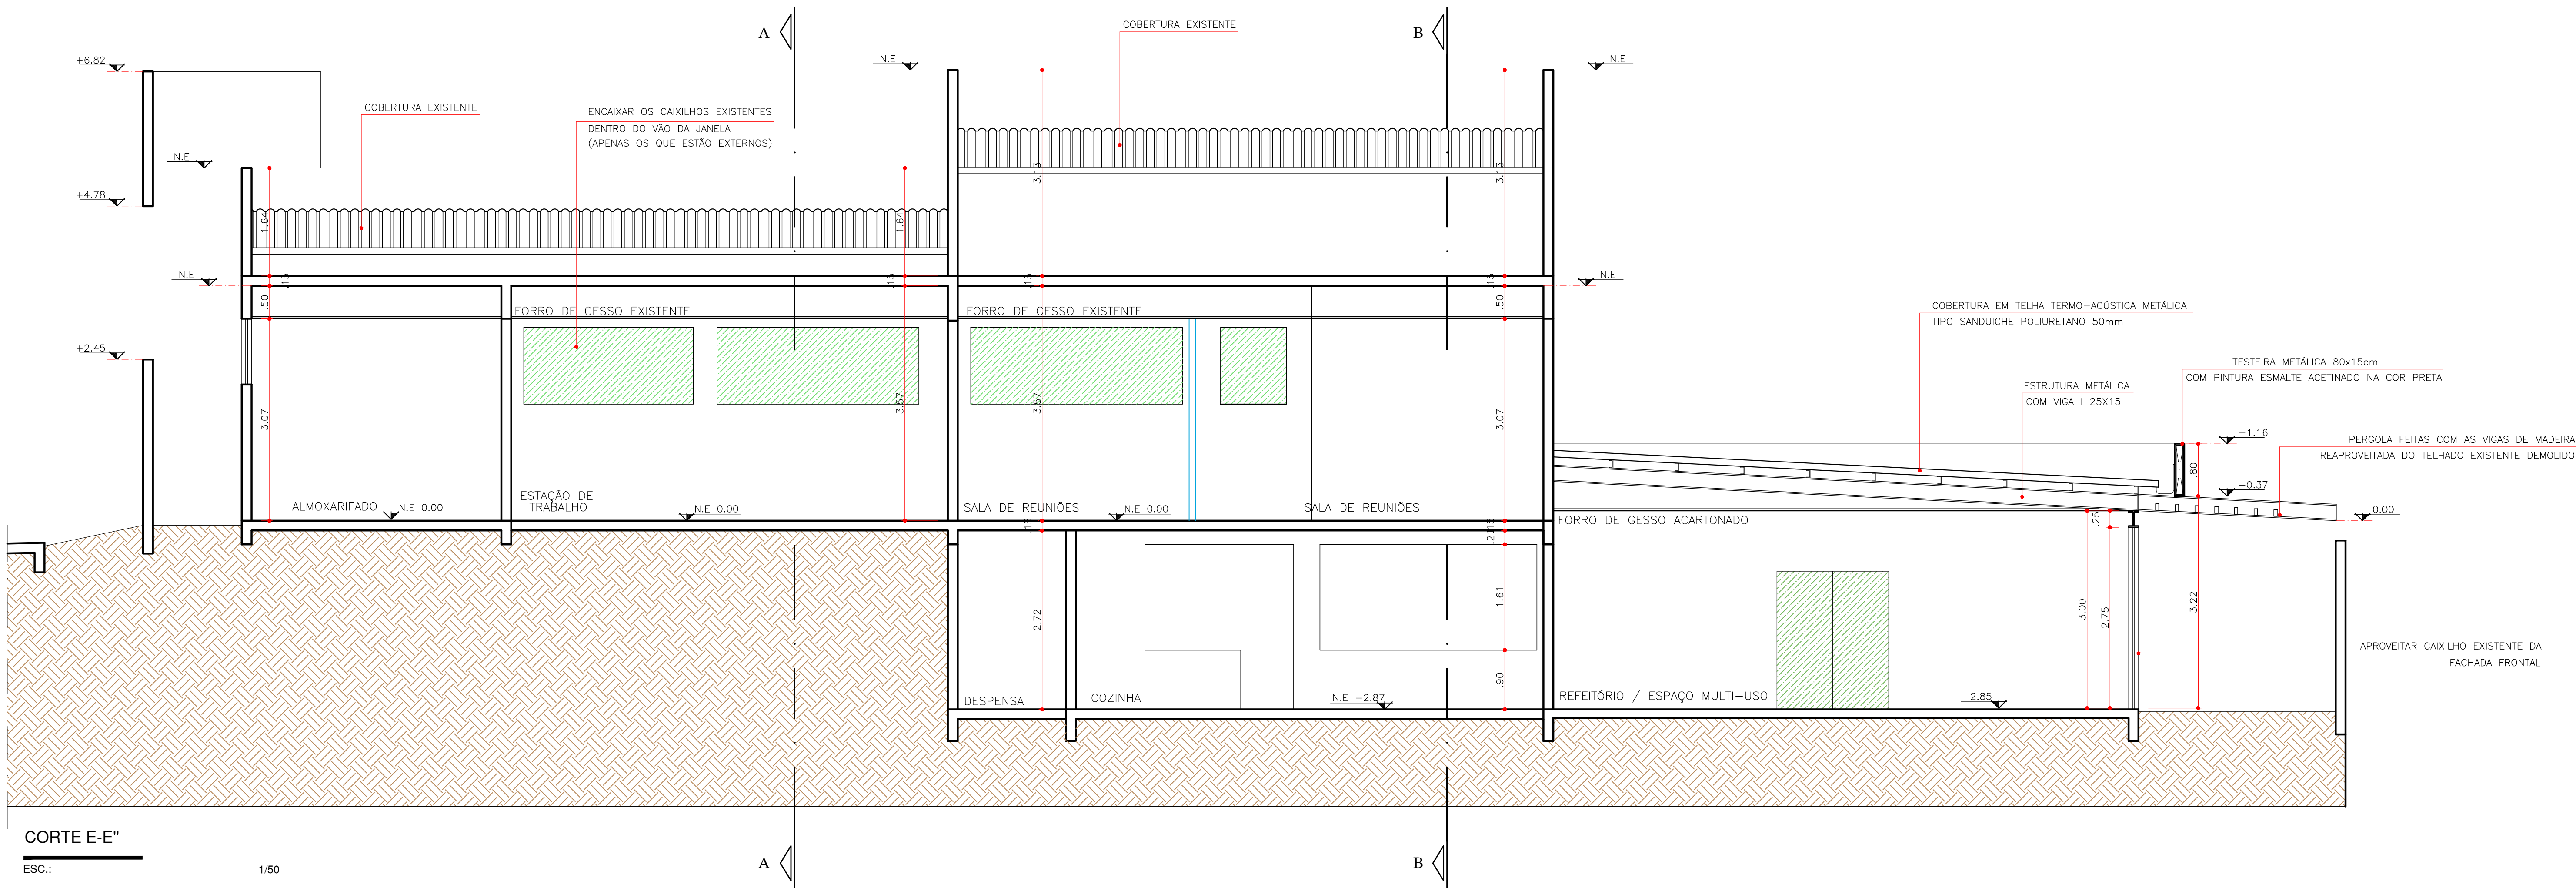 A
B
COBERTURA EXISTENTE
+6.82
N.E
N.E
COBERTURA EXISTENTE
ENCAIXAR OS CAIXILHOS EXISTENTES
DENTRO DO VÃO DA JANELA
(APENAS OS QUE ESTÃO EXTERNOS)
N.E
3.13
3.13
+4.78
1.64
1.64
N.E
N.E
.15
.15
.15
.15
.50
.50
FORRO DE GESSO EXISTENTE
FORRO DE GESSO EXISTENTE
COBERTURA EM TELHA TERMO-ACÚSTICA METÁLICA
TIPO SANDUICHE POLIURETANO 50mm
+2.45
TESTEIRA METÁLICA 80x15cm
COM PINTURA ESMALTE ACETINADO NA COR PRETA
ESTRUTURA METÁLICA
COM VIGA I 25X15
3.07
3.57
3.57
3.07
+1.16
PERGOLA FEITAS COM AS VIGAS DE MADEIRA
REAPROVEITADA DO TELHADO EXISTENTE DEMOLIDO
.80
+0.37
ALMOXARIFADO
N.E 0.00
ESTAÇÃO DE
TRABALHO
N.E 0.00
SALA DE REUNIÕES
N.E 0.00
SALA DE REUNIÕES
0.00
FORRO DE GESSO ACARTONADO
.15
.2115
.25
2.72
1.61
3.00
2.75
3.22
APROVEITAR CAIXILHO EXISTENTE DA
FACHADA FRONTAL
.90
DESPENSA
COZINHA
N.E -2.87
REFEITÓRIO / ESPAÇO MULTI-USO
-2.85
CORTE E-E"
ESC.:
1/50
A
B